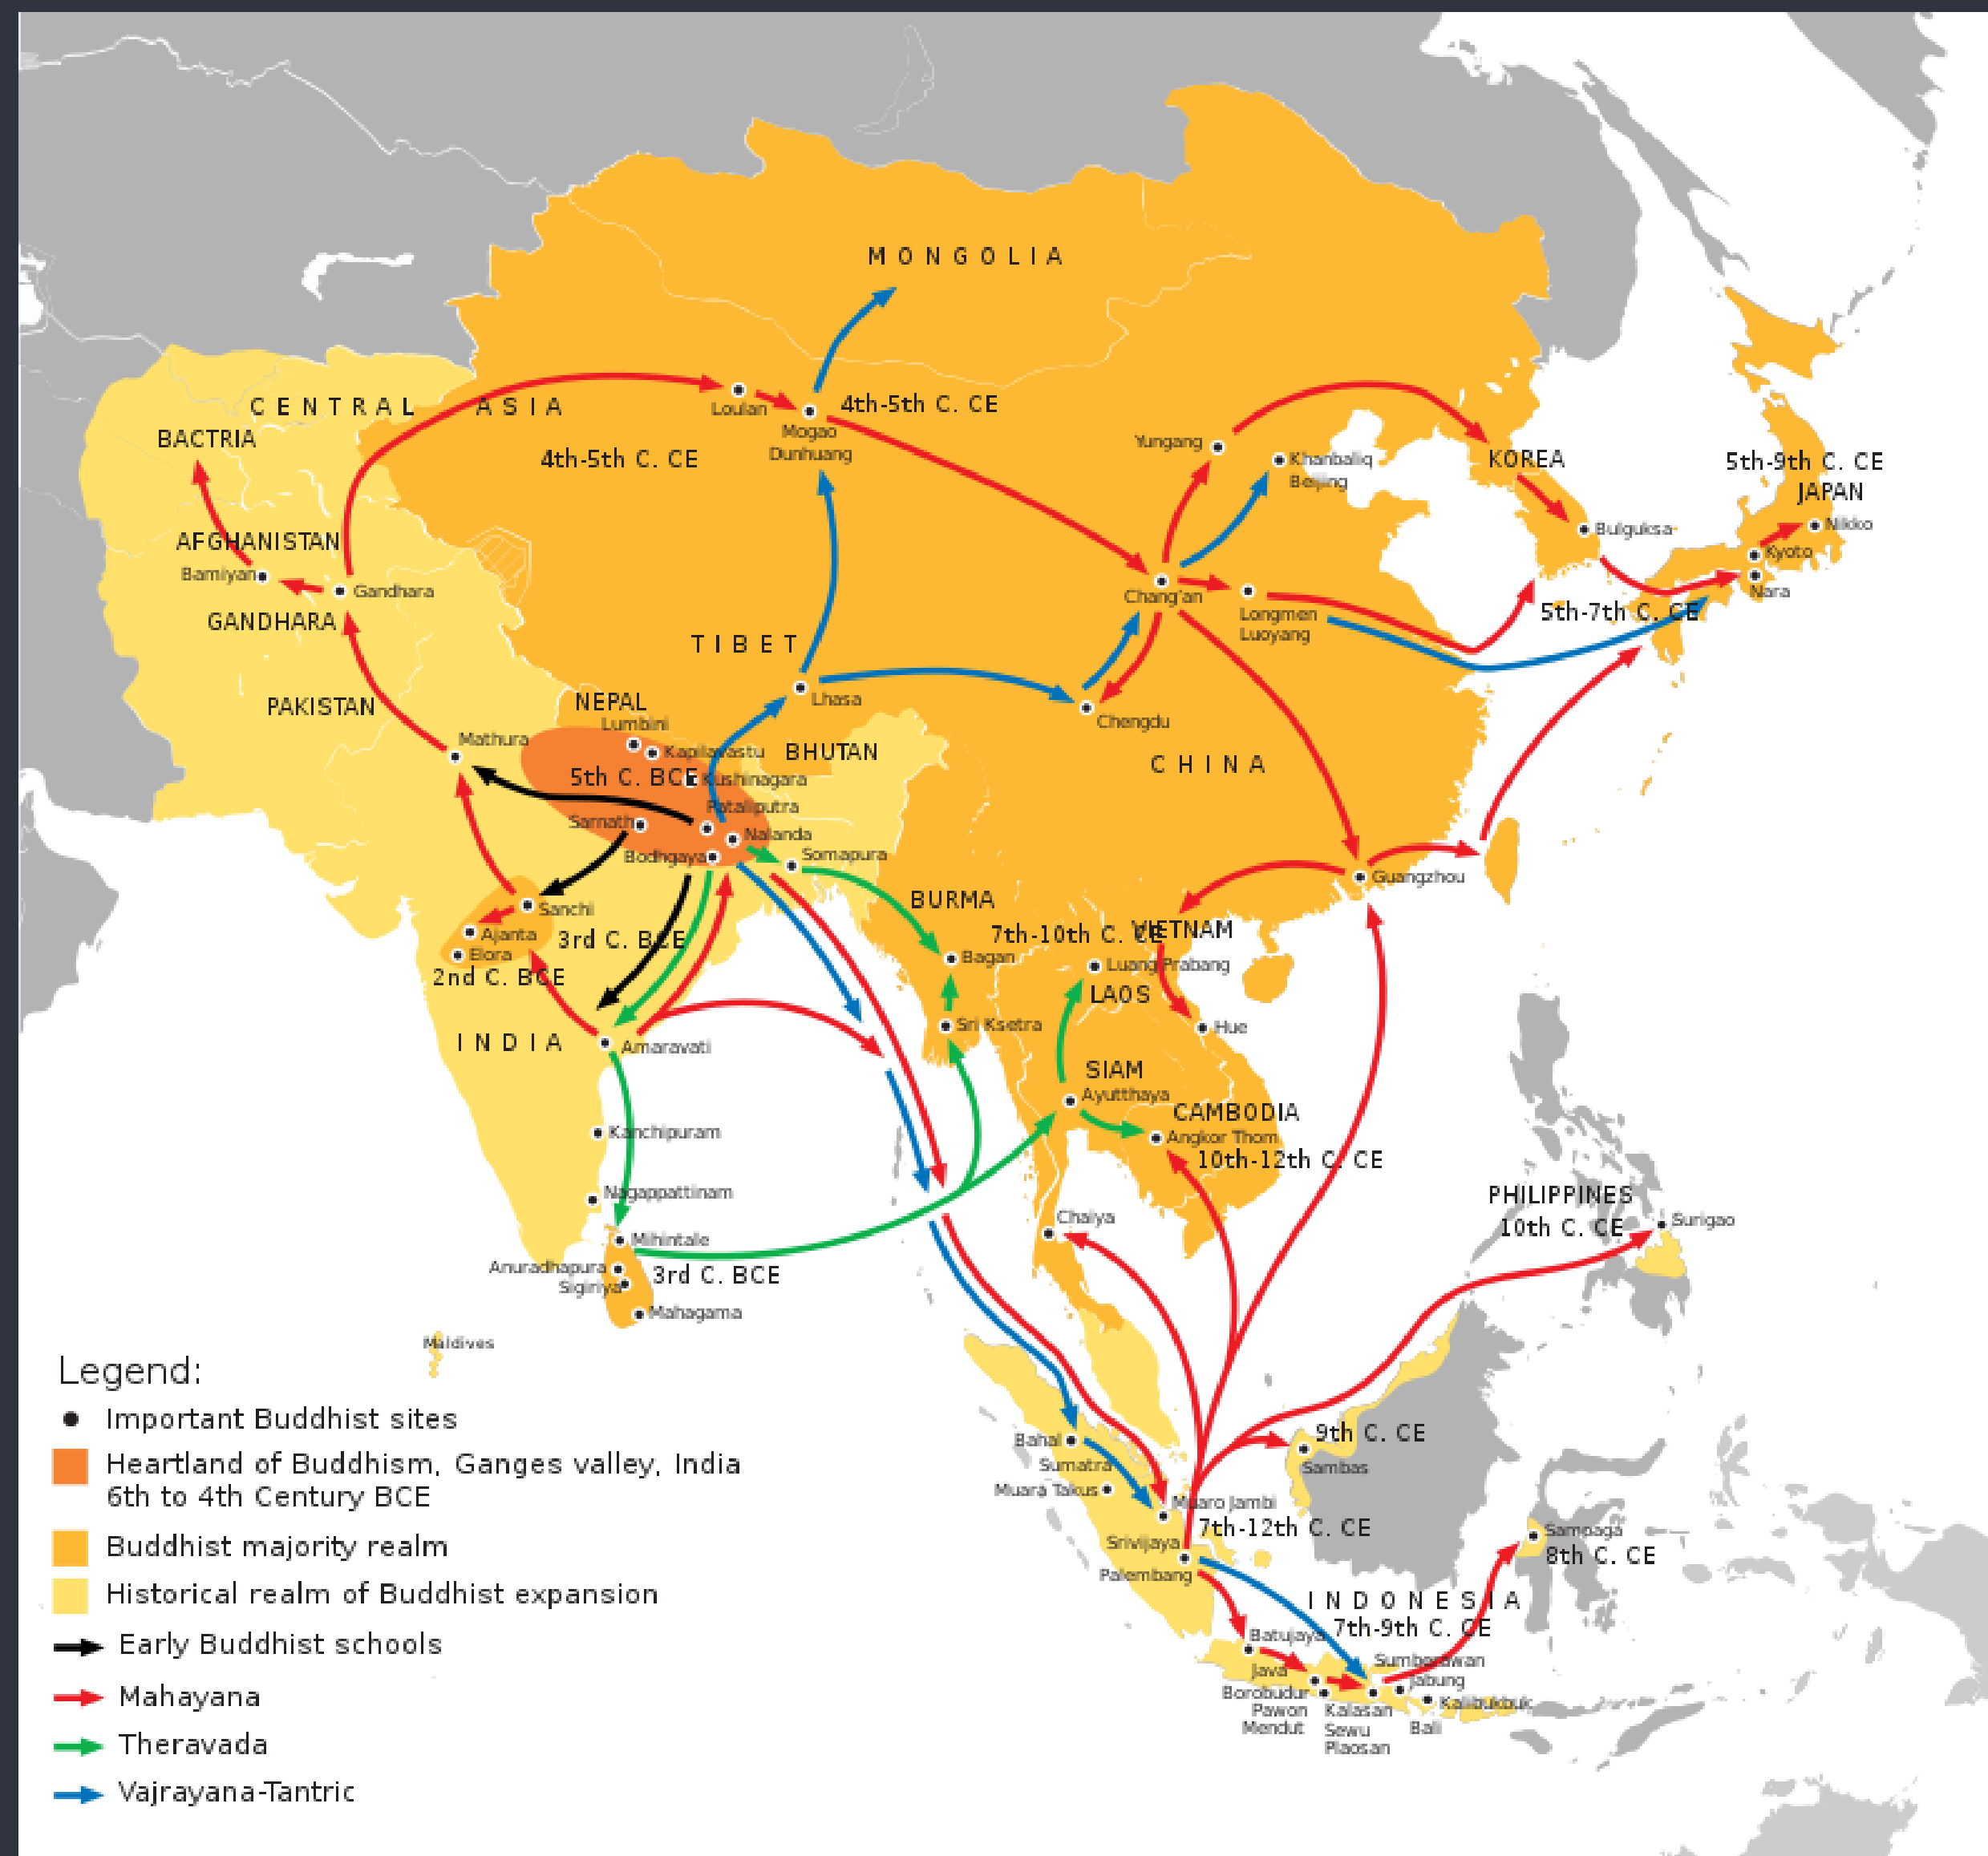 MONGOLIA
CENTRAL ASIA
BACTRIA
Loulan
4th-5th C. CE
Mogao
Dunhuang
4th-5th C. CE
Yungang
Khanbaliq
Beijing
KOREA
5th-9th C. CE
JAPAN
Nikko
Bulguksa
Kyoto
Nara
AFGHANISTAN
Bamiyan
Gandhara
GANDHARA
Chang'an
Longmen
Luoyang
5th-7th C. CE
TIBET
Lhasa
PAKISTAN
NEPAL
Lumbini
Chengdu
Mathura
Kapilavastu
BHUTAN
CHINA
5th C. BCE
Kushinagara
Pataliputra
Sarnath
Nalanda
Bodhgaya
Somapura
Guangzhou
BURMA
Sanchi
Ajanta
3rd C. BCE
Elora
2nd C. BCE
7th-10th C. CE
VIETNAM
Bagan
Luang Prabang
LAOS
Sri Ksetra
Hue
INDIA
Amaravati
SIAM
Ayutthaya
CAMBODIA
Kanchipuram
Angkor Thom
10th-12th C. CE
Nagappattinam
PHILIPPINES
10th C. CE
Surigao
Chaiya
Mihintale
Anuradhapura
3rd C. BCE
Sigiriya
Mahagama
Maldives
Bahal
Sumatra
Muara Takus
9th C. CE
Sambas
Muaro Jambi
7th-12th C. CE
Srivijaya
Palembang
Sampaga
8th C. CE
INDONESIA
7th-9th C. CE
Batujaya
Java
Sumberawan
Jabung
Borobudur
Pawon
Mendut
Kalasan
Sewu
Plaosan
Kalibukbuk
Bali
Legend:
Important Buddhist sites
Heartland of Buddhism, Ganges valley, India
6th to 4th Century BCE
Buddhist majority realm
Historical realm of Buddhist expansion
Early Buddhist schools
Mahayana
Theravada
Vajrayana-Tantric